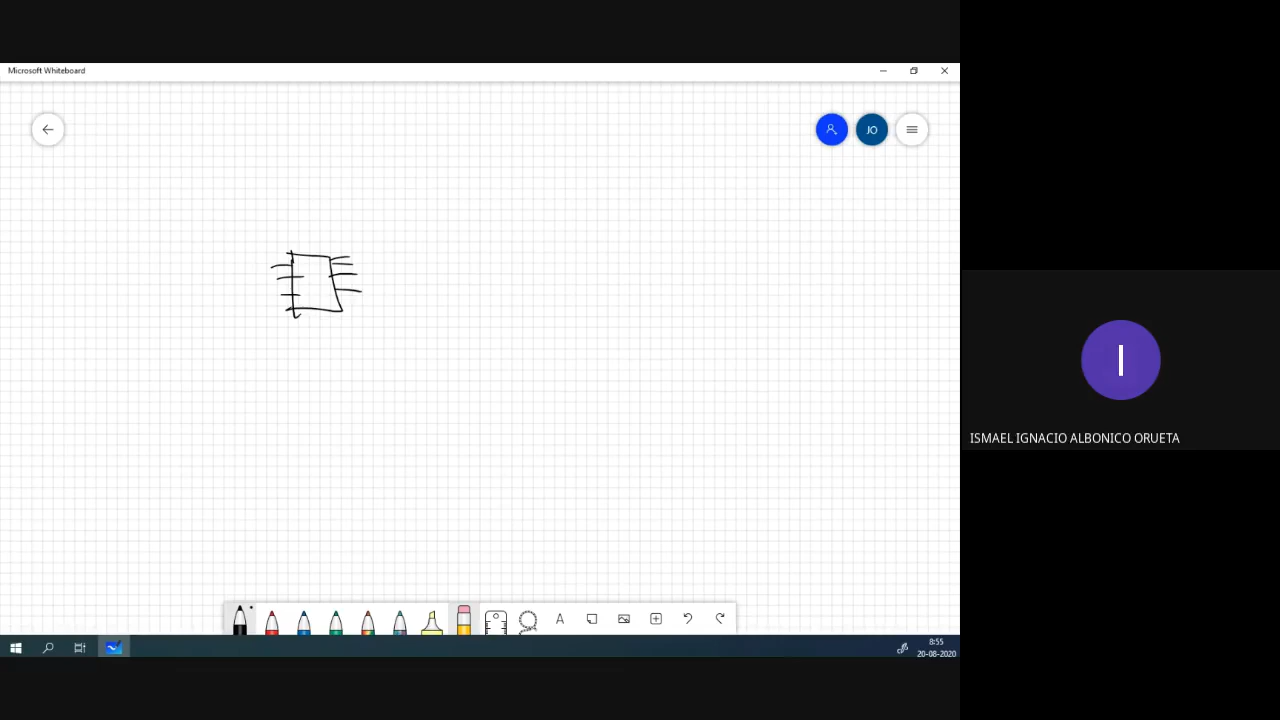 Microsoft Whiteboard
JO
I
ISMAEL IGNACIO ALBONICO ORUETA
A
8:55
20-08-2020